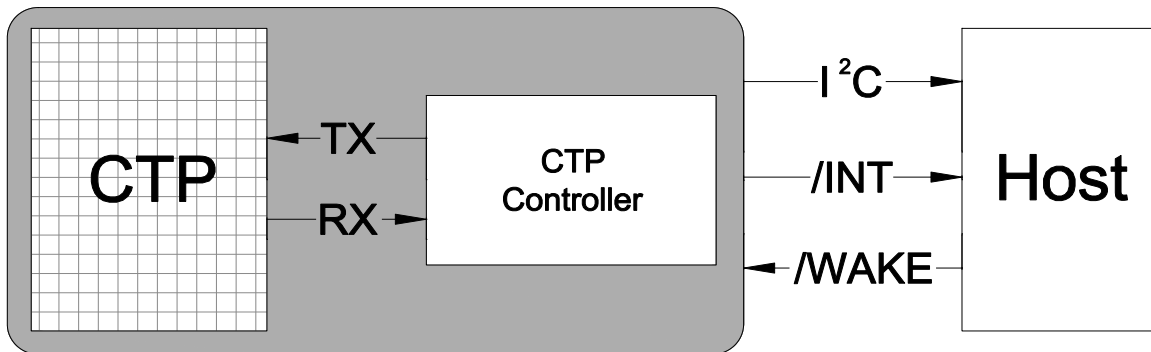 CTP
TX
RX
CTP
Controller
I²C
/INT
/WAKE
Host